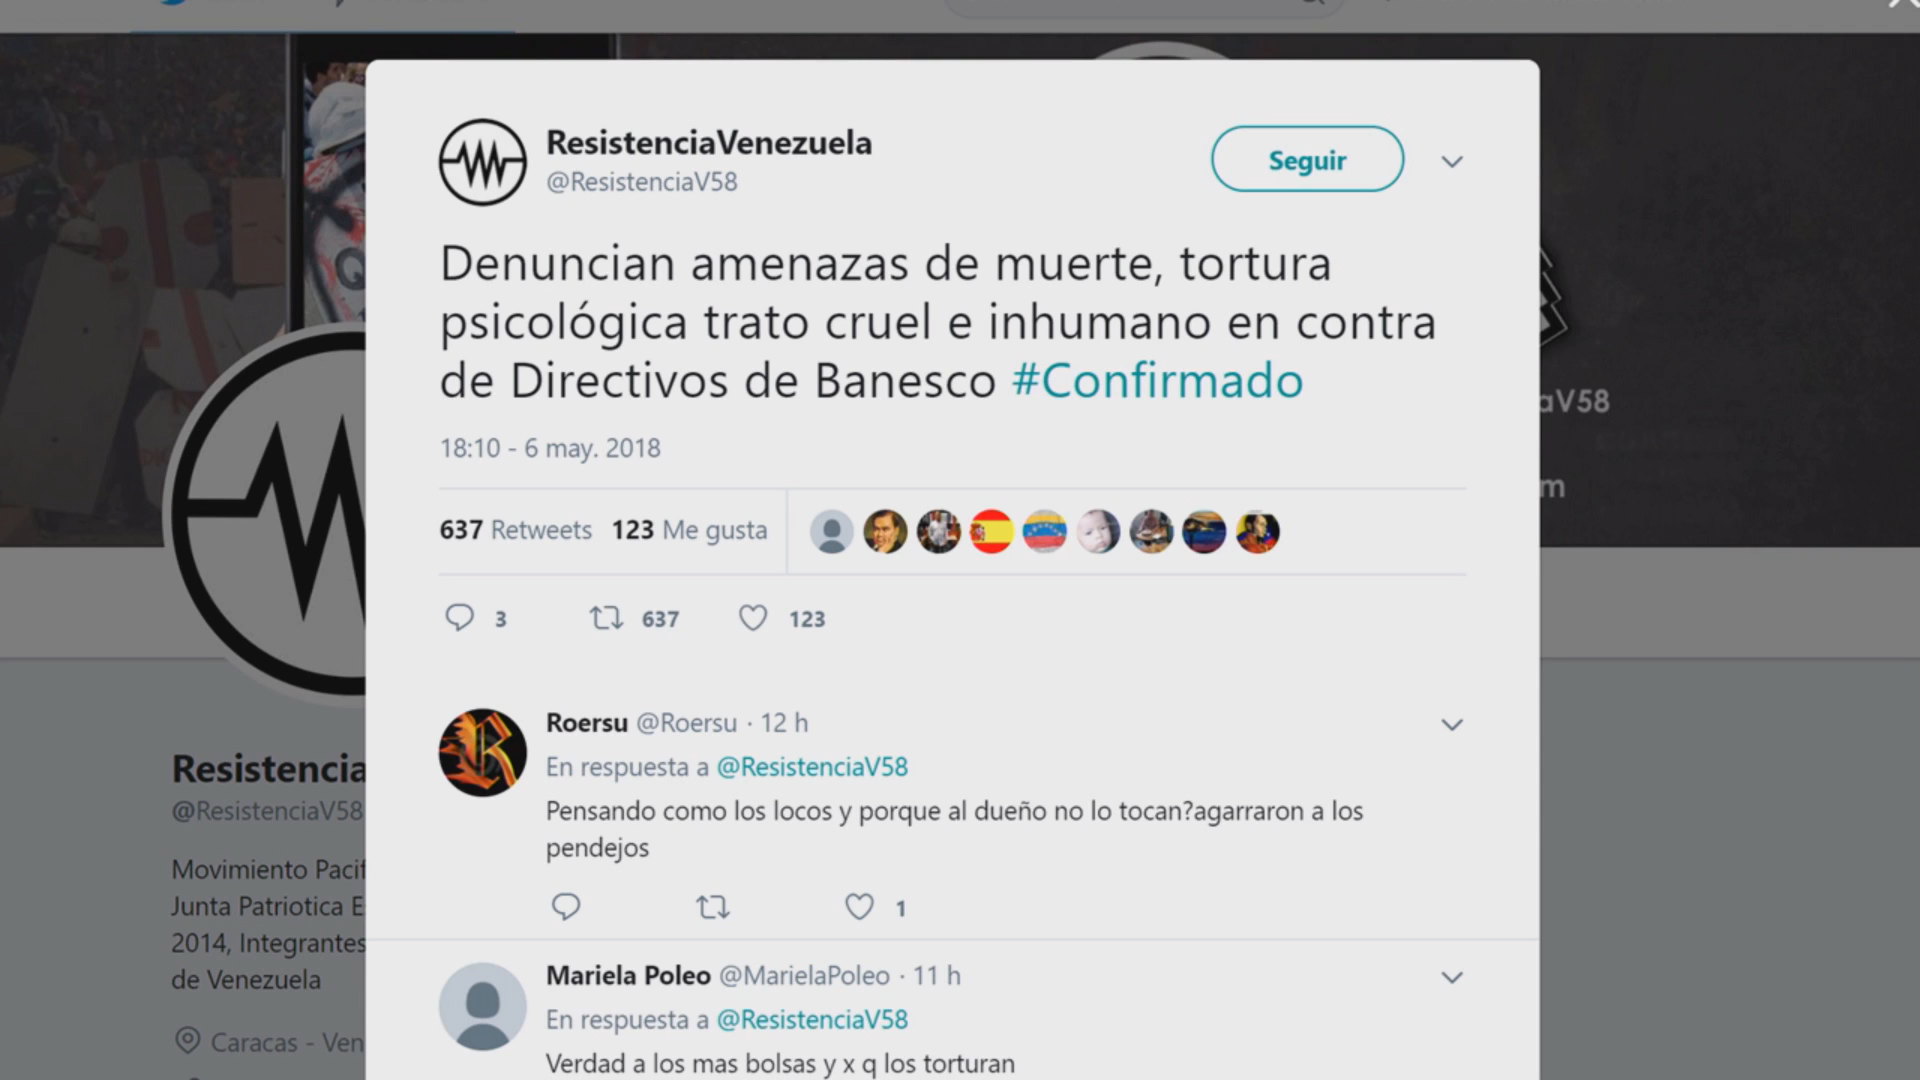 ResistenciaVenezuela
@ResistenciaV58
Seguir
Denuncian amenazas de muerte, tortura
psicológica trato cruel e inhumano en contra
de Directivos de Banesco #Confirmado
18:10 - 6 may. 2018
637 Retweets 123 Me gusta
3 637 123
Roersu @Roersu · 12 h
En respuesta a @ResistenciaV58
Pensando como los locos y porque al dueño no lo tocan?agarraron a los
pendejos
1
Mariela Poleo @MarielaPoleo · 11 h
En respuesta a @ResistenciaV58
Verdad a los mas bolsas y x q los torturan
Resistencia
@ResistenciaV58
Movimiento Pacif
Junta Patriotica E
2014, Integrantes
de Venezuela
Caracas - Ven
aV58
m